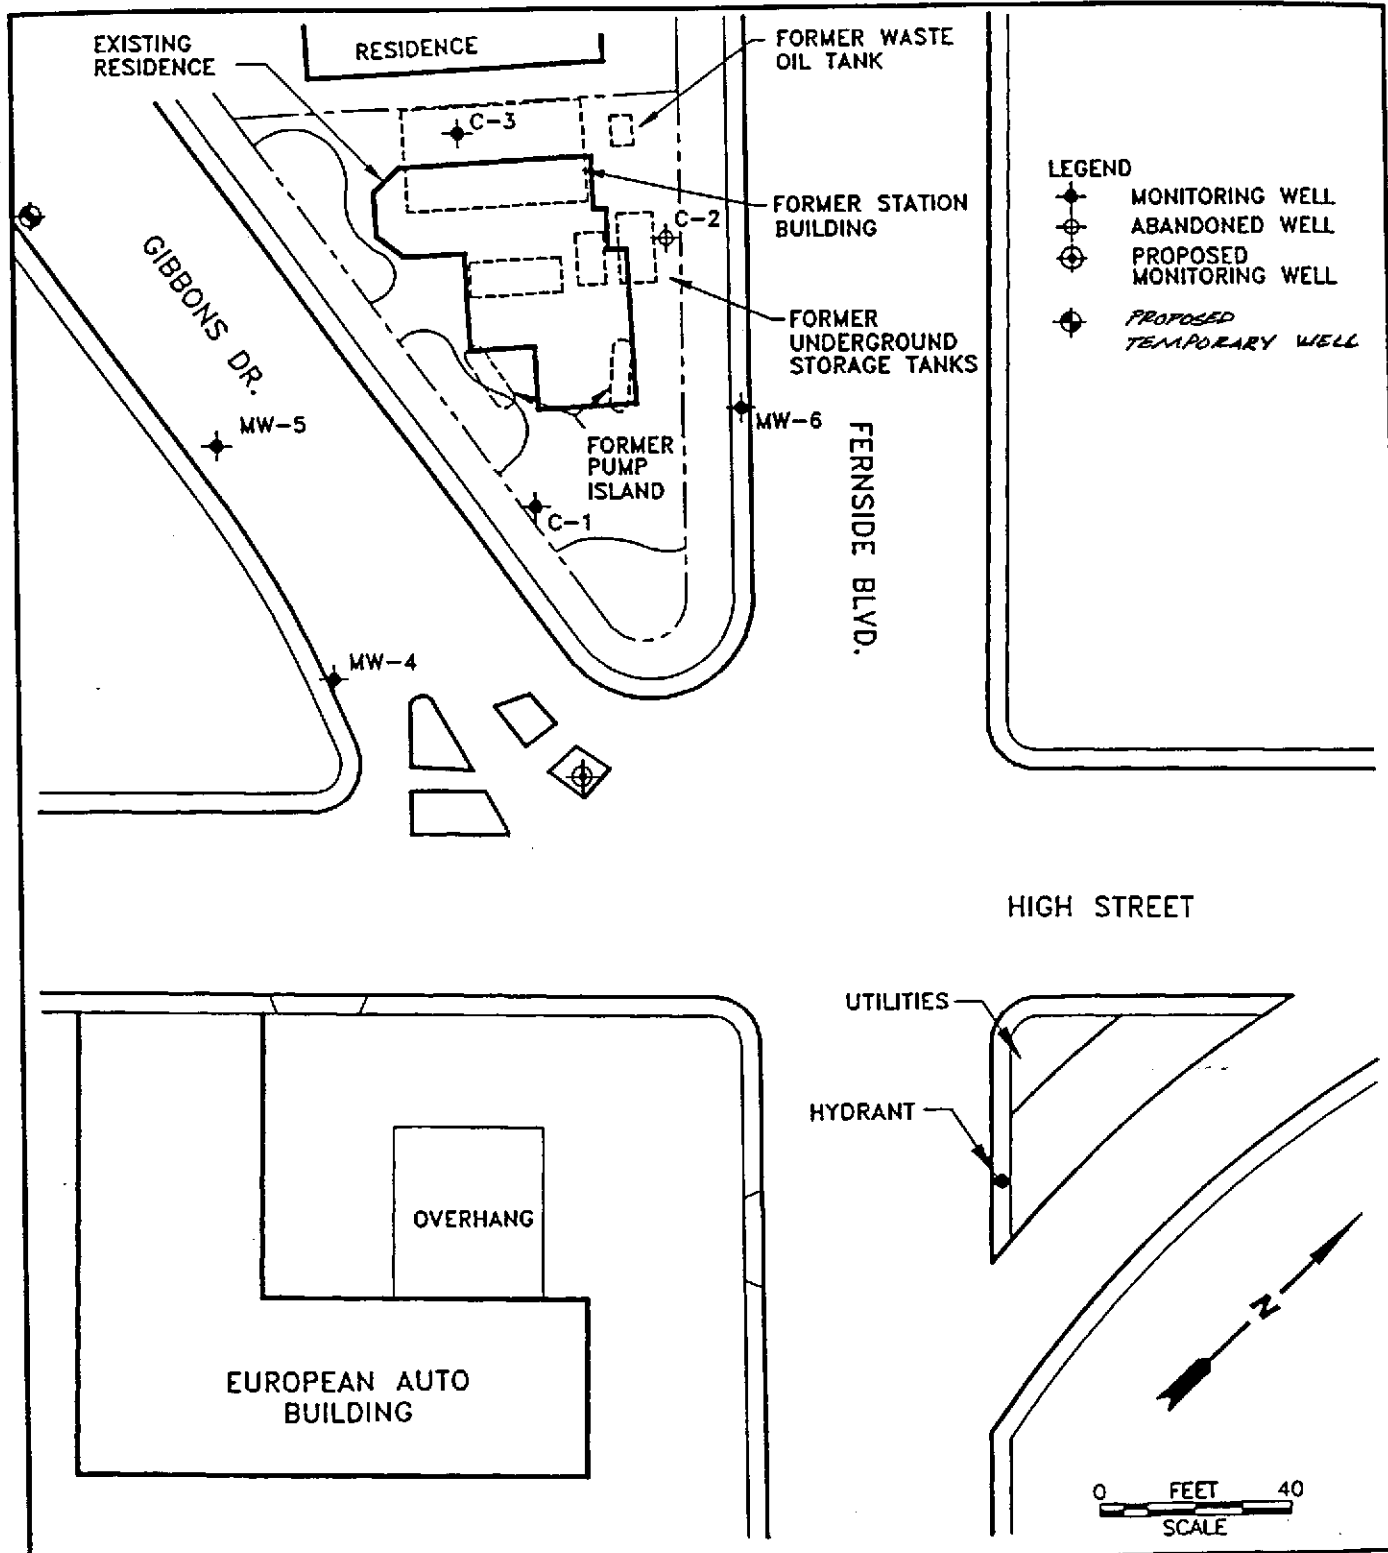 EXISTING
RESIDENCE
RESIDENCE
FORMER WASTE
OIL TANK
C-3
LEGEND
MONITORING WELL
ABANDONED WELL
PROPOSED
MONITORING WELL
PROPOSED
TEMPORARY WELL
FORMER STATION
BUILDING
C-2
GIBBONS DR.
FORMER
UNDERGROUND
STORAGE TANKS
MW-5
MW-6
FORMER
PUMP
ISLAND
C-1
FERNSIDE BLVD.
MW-4
HIGH STREET
UTILITIES
HYDRANT
OVERHANG
EUROPEAN AUTO
BUILDING
N
0 FEET 40
SCALE